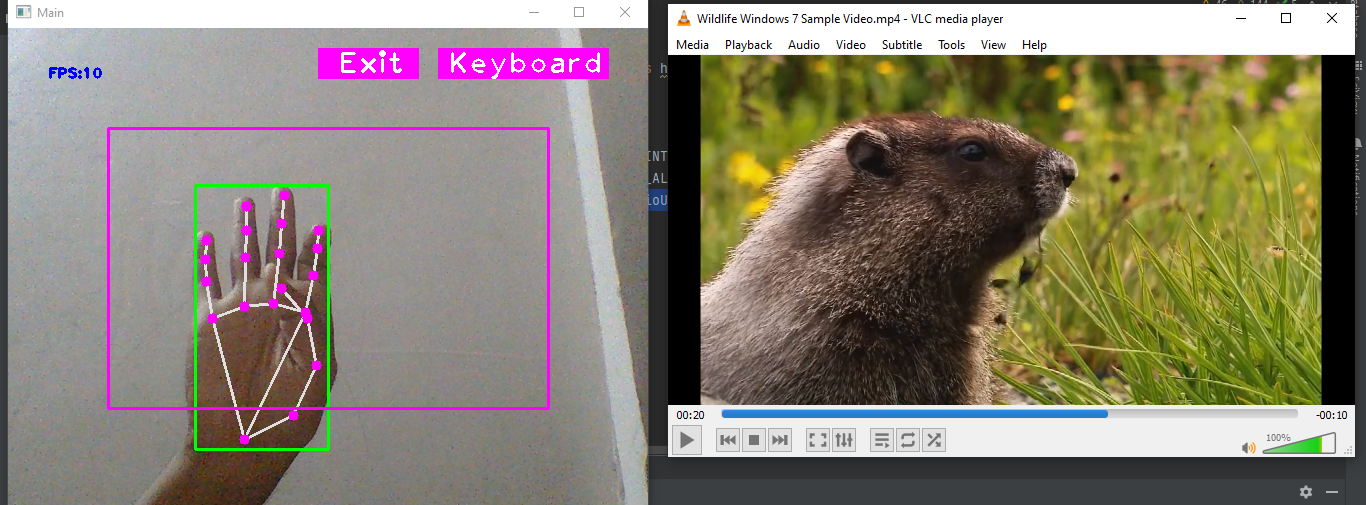 Main
FPS:10
Exit Keyboard
Wildlife Windows 7 Sample Video.mp4 - VLC media player
Media Playback Audio Video Subtitle Tools View Help
00:20 -00:10
100%